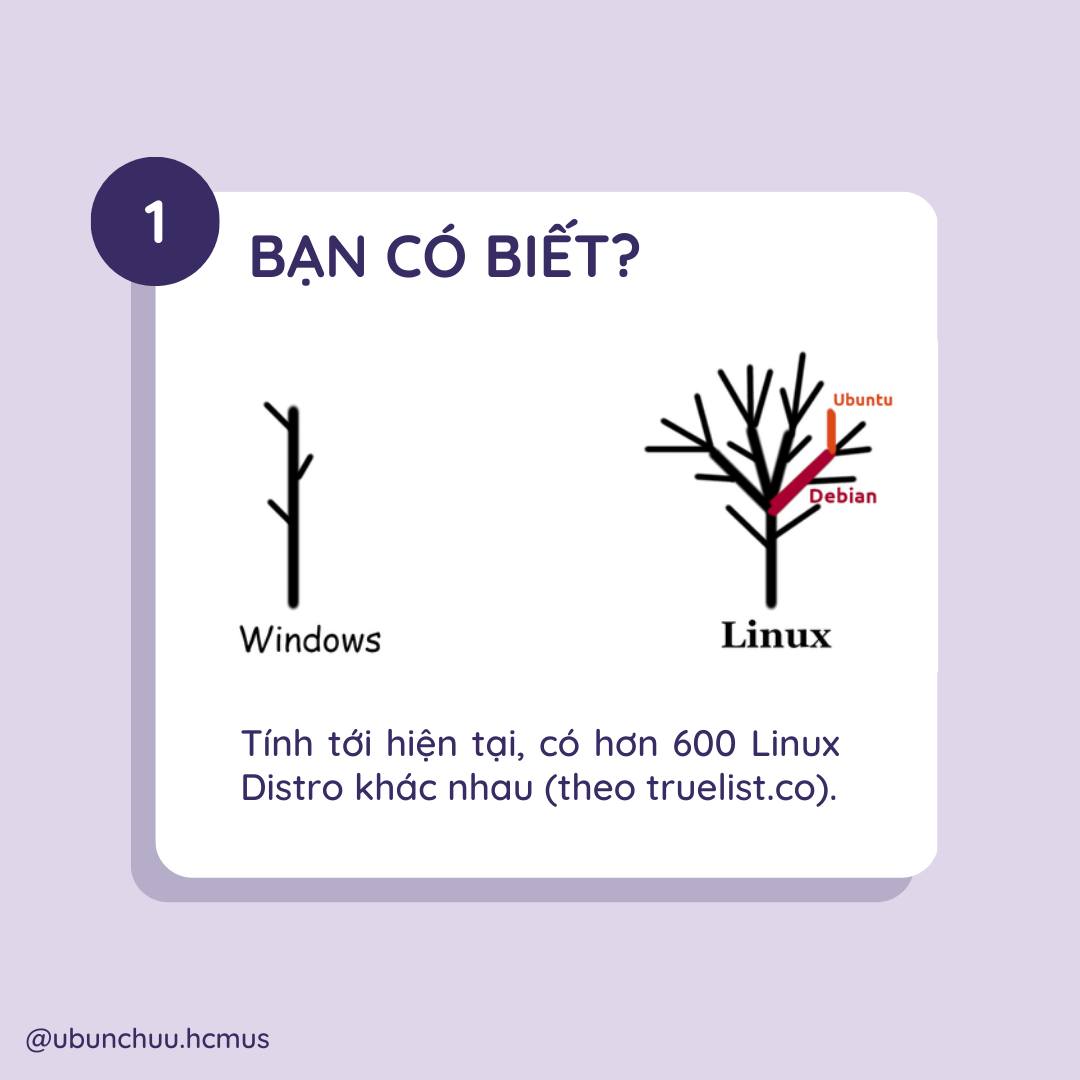 1
BẠN CÓ BIẾT?
Ubuntu
Debian
Windows
Linux
Tính tới hiện tại, có hơn 600 Linux
Distro khác nhau (theo truelist.co).
@ubunchuu.hcmus